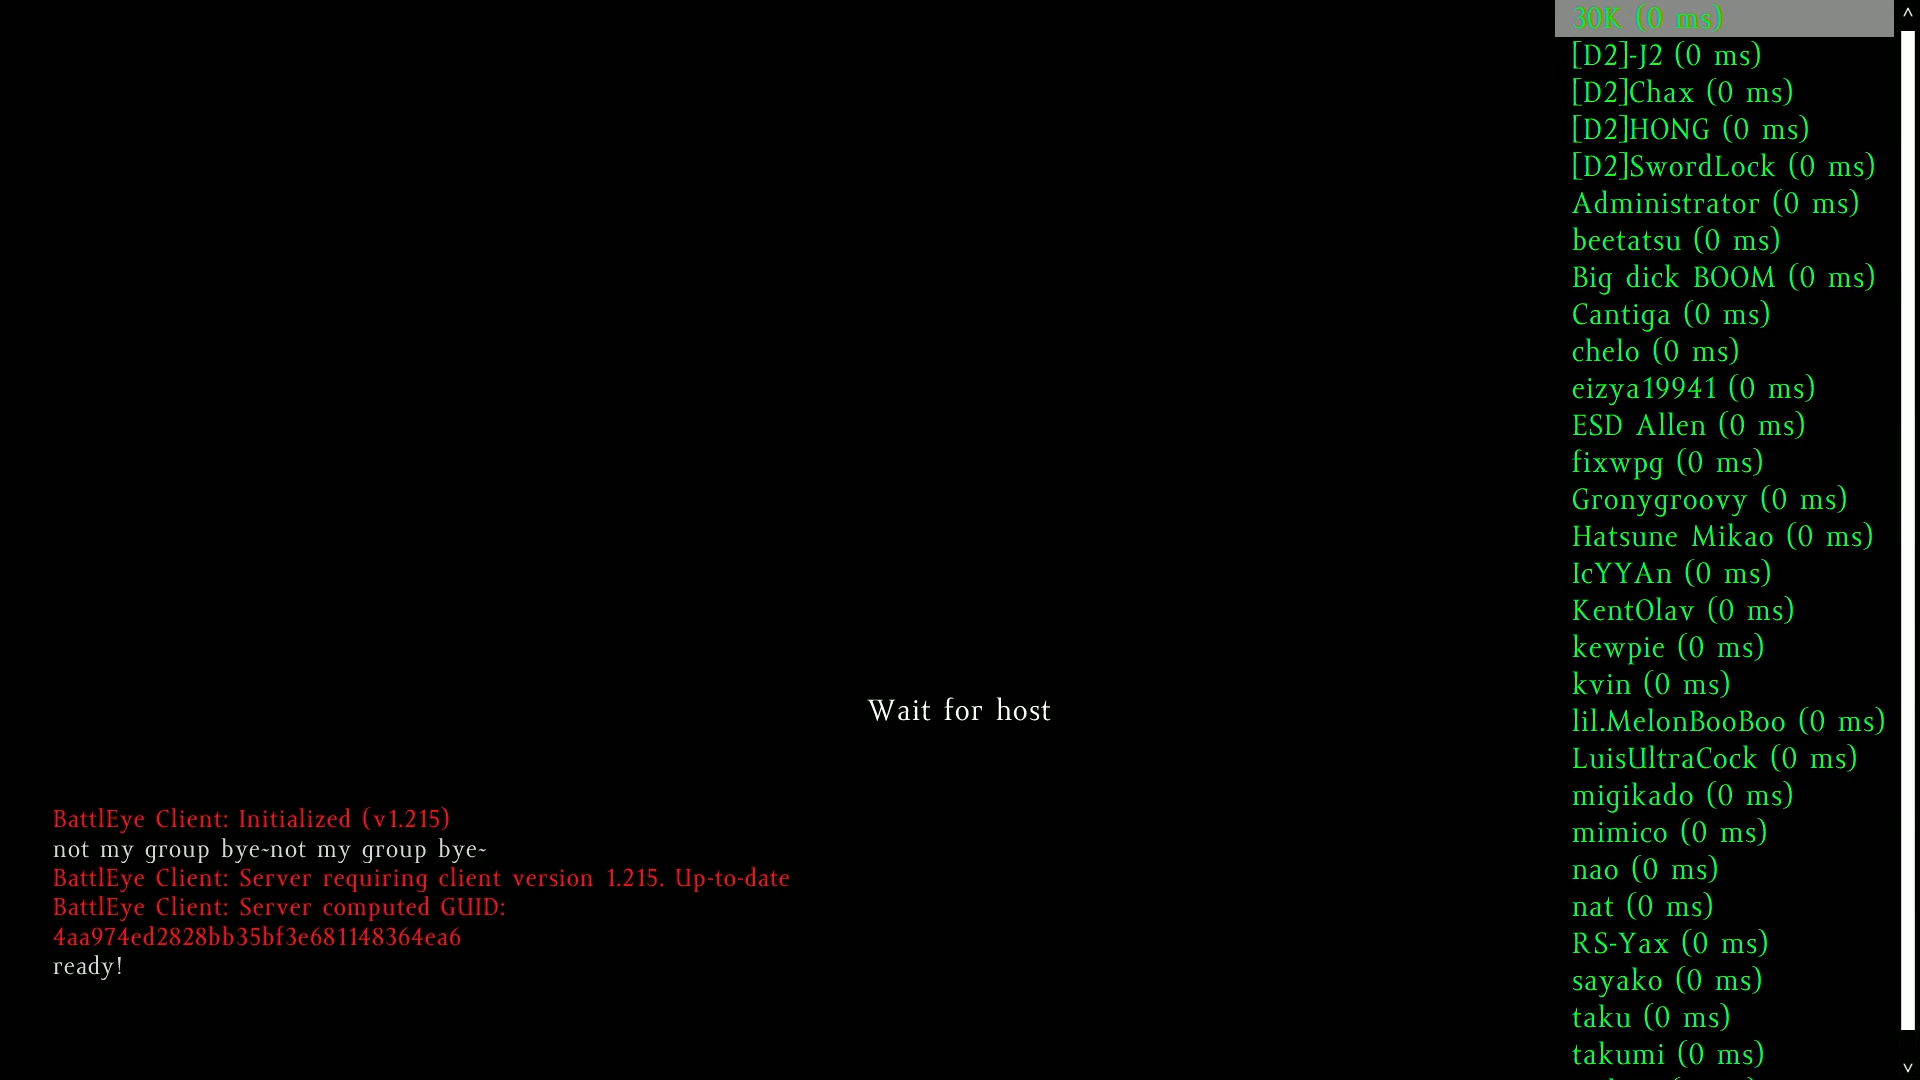 30K (0 ms)
[D2]-J2 (0 ms)
[D2]Chax (0 ms)
[D2]HONG (0 ms)
[D2]SwordLock (0 ms)
Administrator (0 ms)
beetatsu (0 ms)
Big dick BOOM (0 ms)
Cantiga (0 ms)
chelo (0 ms)
eizya19941 (0 ms)
ESD Allen (0 ms)
fixwpg (0 ms)
Gronygroovy (0 ms)
Hatsune Mikao (0 ms)
IcYYAn (0 ms)
KentOlav (0 ms)
kewpie (0 ms)
kvin (0 ms)
lil.MelonBooBoo (0 ms)
LuisUltraCock (0 ms)
migikado (0 ms)
mimico (0 ms)
nao (0 ms)
nat (0 ms)
RS-Yax (0 ms)
sayako (0 ms)
taku (0 ms)
takumi (0 ms)
Wait for host
BattlEye Client: Initialized (v1.215)
not my group bye~not my group bye~
BattlEye Client: Server requiring client version 1.215. Up-to-date
BattlEye Client: Server computed GUID:
4aa974ed2828bb35bf3e681148364ea6
ready!